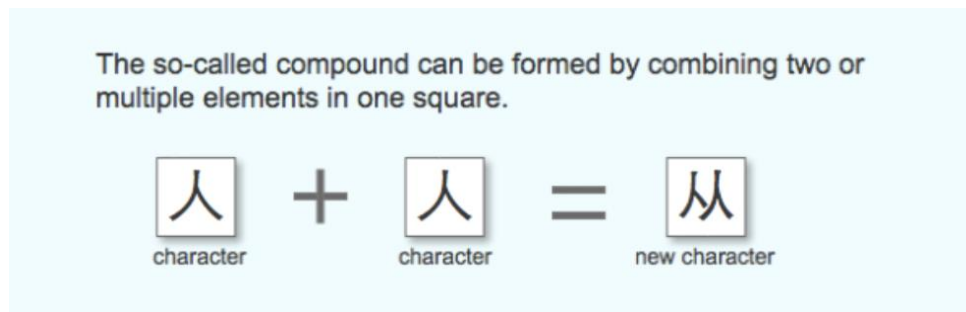 The so-called compound can be formed by combining two or
multiple elements in one square.
人 + 人 = 从
character character new character